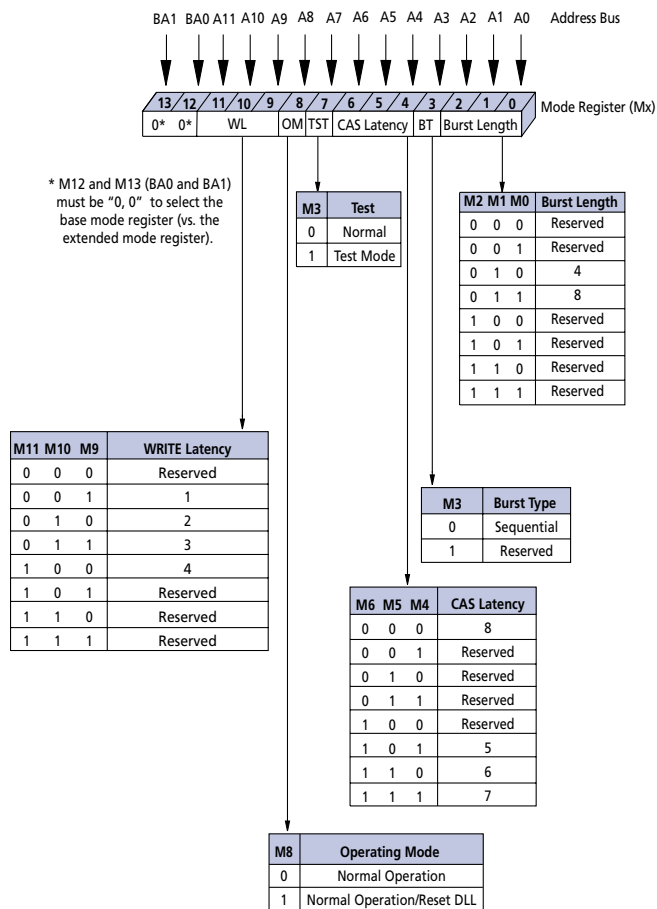 BA1 BA0 A11 A10 A9 A8 A7 A6 A5 A4 A3 A2 A1 A0 Address Bus
13 12 11 10 9 8 7 6 5 4 3 2 1 0
Mode Register (Mx)
0* 0* WL OM TST CAS Latency BT Burst Length
* M12 and M13 (BA0 and BA1)
must be “0, 0” to select the
base mode register (vs. the
extended mode register).
M3 Test
0 Normal
1 Test Mode
M2 M1 M0 Burst Length
0 0 0 Reserved
0 0 1 Reserved
0 1 0 4
0 1 1 8
1 0 0 Reserved
1 0 1 Reserved
1 1 0 Reserved
1 1 1 Reserved
M11 M10 M9 WRITE Latency
0 0 0 Reserved
0 0 1 1
0 1 0 2
0 1 1 3
1 0 0 4
1 0 1 Reserved
1 1 0 Reserved
1 1 1 Reserved
M3 Burst Type
0 Sequential
1 Reserved
M6 M5 M4 CAS Latency
0 0 0 8
0 0 1 Reserved
0 1 0 Reserved
0 1 1 Reserved
1 0 0 Reserved
1 0 1 5
1 1 0 6
1 1 1 7
M8 Operating Mode
0 Normal Operation
1 Normal Operation/Reset DLL